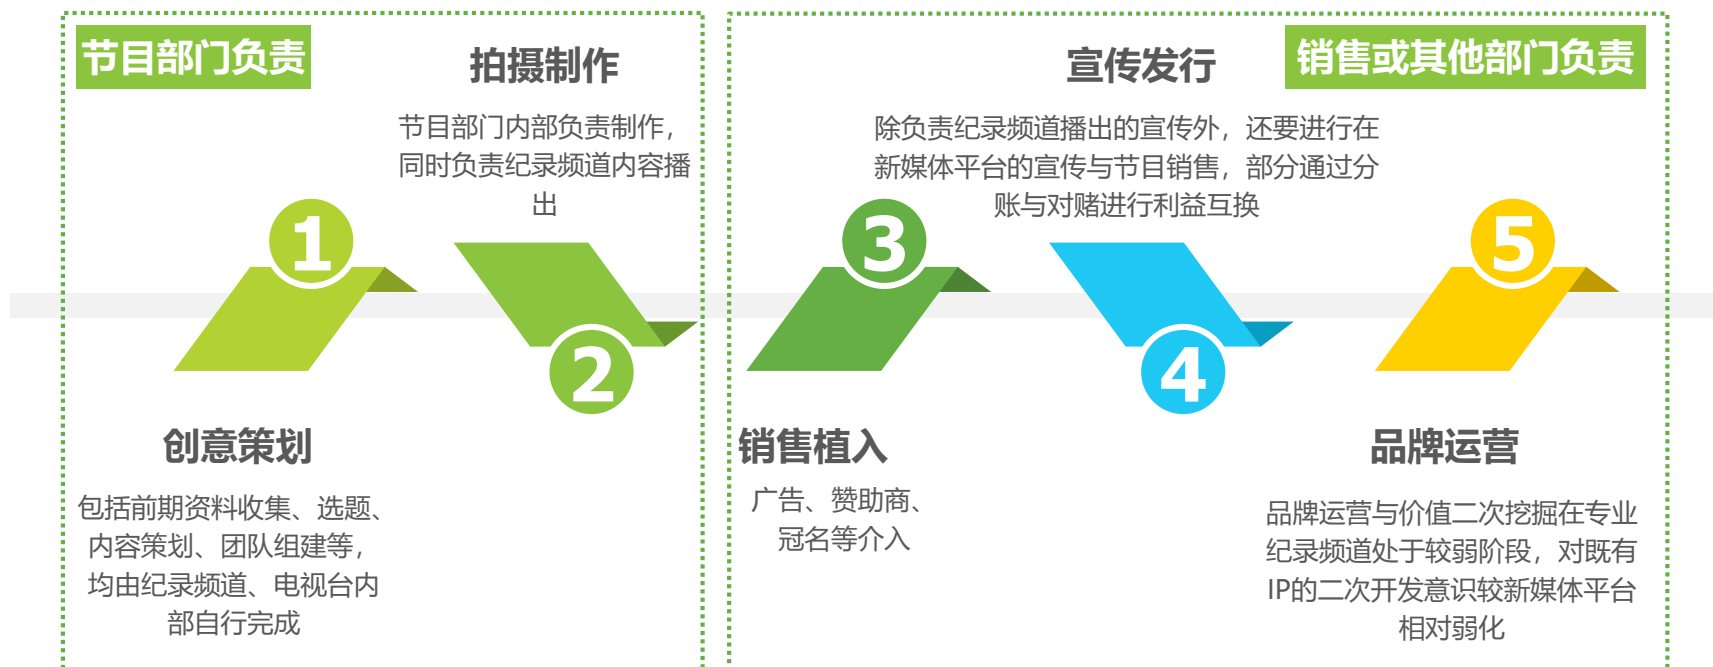 节目部门负责
拍摄制作
节目部门内部负责制作，
同时负责纪录频道内容播
出
1
2
创意策划
包括前期资料收集、选题、
内容策划、团队组建等，
均由纪录频道、电视台内
部自行完成
宣传发行
销售或其他部门负责
除负责纪录频道播出的宣传外，还要进行在
新媒体平台的宣传与节目销售，部分通过分
账与对赌进行利益互换
3
4
5
销售植入
广告、赞助商、
冠名等介入
品牌运营
品牌运营与价值二次挖掘在专业
纪录频道处于较弱阶段，对既有
IP的二次开发意识较新媒体平台
相对弱化